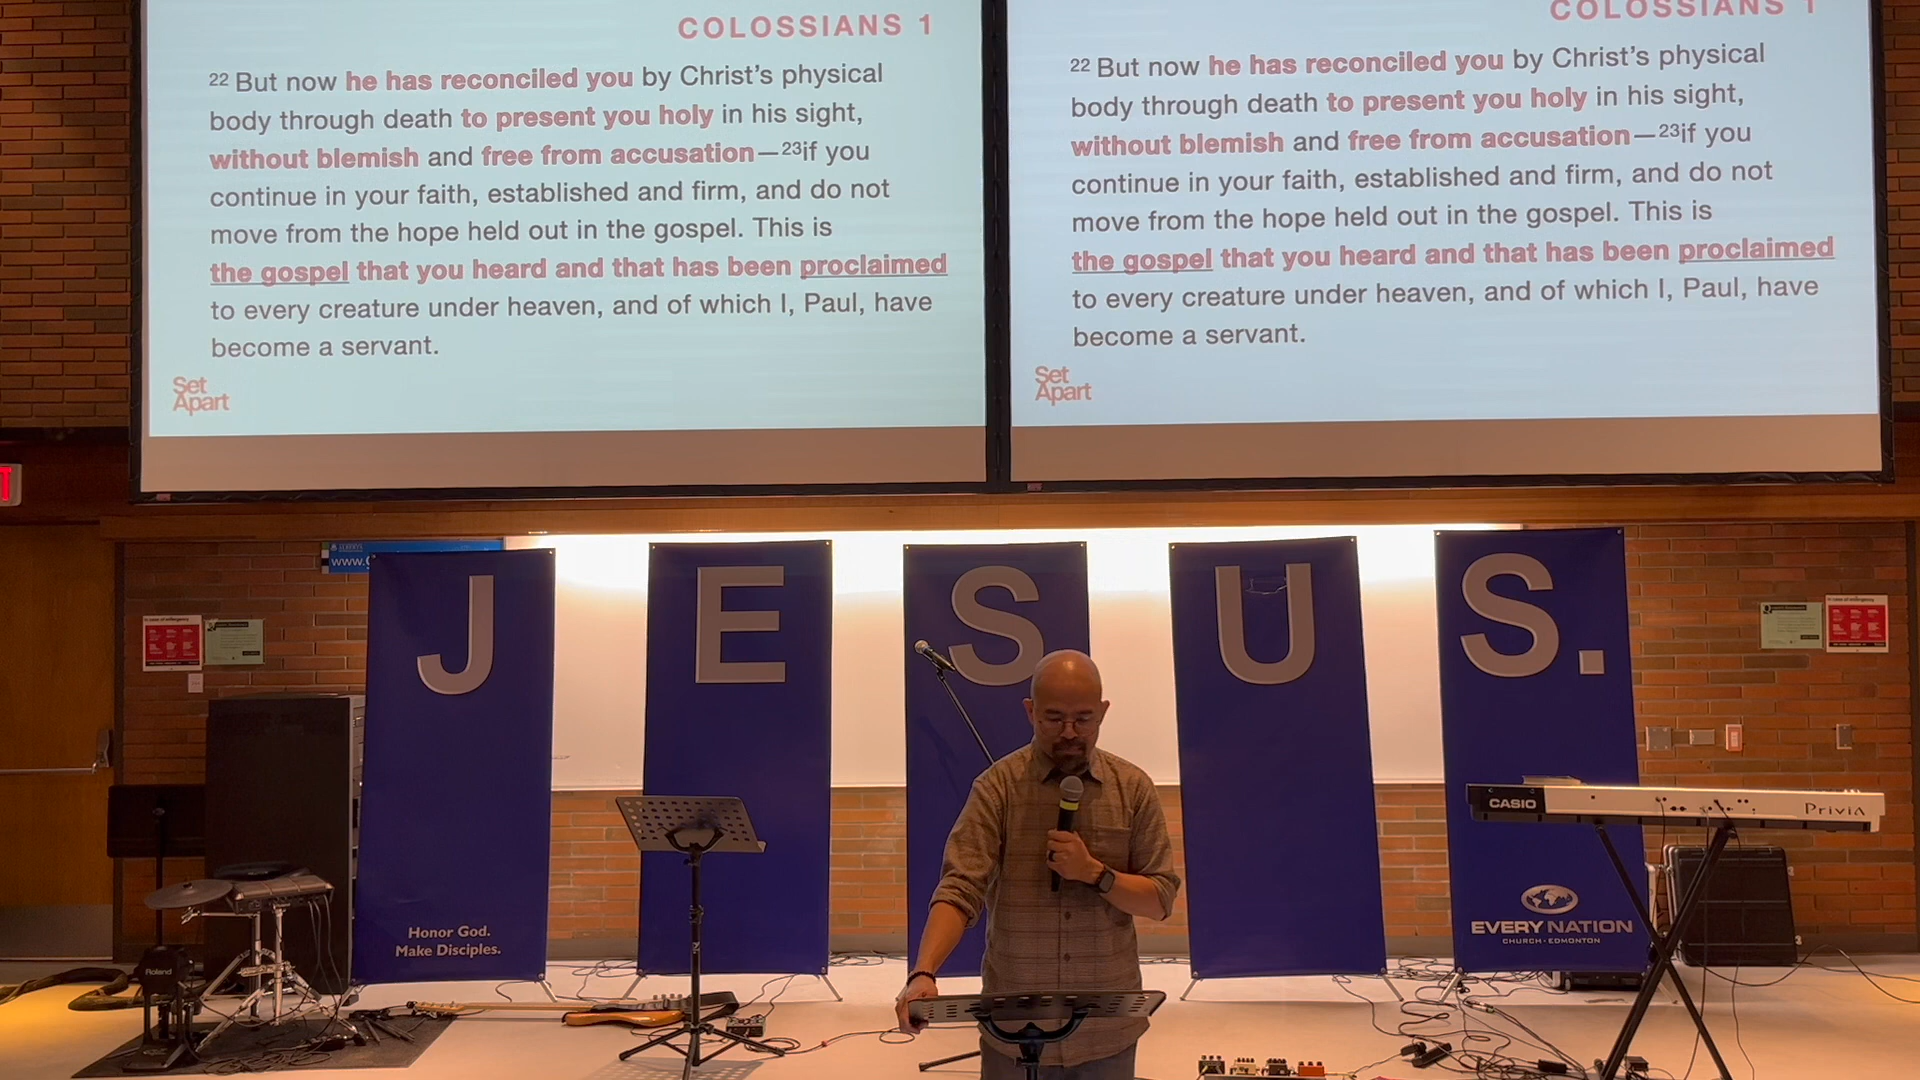 COLOSSIANS 1
22 But now he has reconciled you by Christ's physical
body through death to present you holy in his sight,
without blemish and free from accusation—23if you
continue in your faith, established and firm, and do not
move from the hope held out in the gospel. This is
the gospel that you heard and that has been proclaimed
to every creature under heaven, and of which I, Paul, have
become a servant.
Set
Apart
COLOSSIANS 1
22 But now he has reconciled you by Christ's physical
body through death to present you holy in his sight,
without blemish and free from accusation—23if you
continue in your faith, established and firm, and do not
move from the hope held out in the gospel. This is
the gospel that you heard and that has been proclaimed
to every creature under heaven, and of which I, Paul, have
become a servant.
Set
Apart
T
www.
J E S U S.
Honor God.
Make Disciples.
EVERY NATION
CHURCH · EDMONTON
CASIO
Privia
Roland